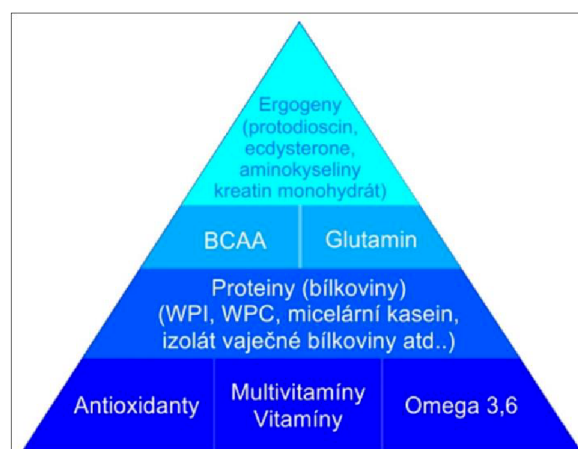 Ergogeny
(protodioscin,
ecdysterone,
aminokyseliny
kreatin monohydrát)
BCAA
Glutamin
Proteiny (bílkoviny)
(WPI, WPC, micelární kasein,
izolát vaječné bílkoviny atd..)
Antioxidanty
Multivitamíny
Vitamíny
Omega 3,6